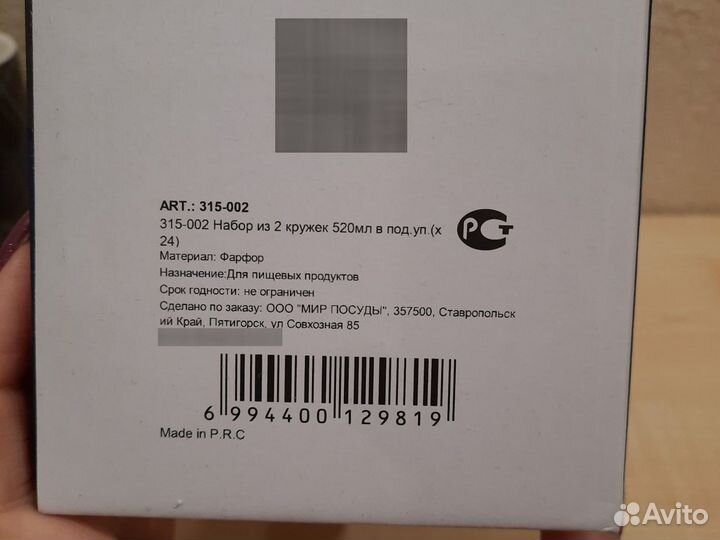 ART.: 315-002
315-002 Набор из 2 кружек 520мл в под.уп.(х
24)
Материал: Фарфор
Назначение:Для пищевых продуктов
Срок годности: не ограничен
Сделано по заказу: ООО "МИР ПОСУДЫ", 357500, Ставропольск
ий Край, Пятигорск, ул Совхозная 85
6 994400 129819
Made in P.R.C
РСТ
Avito